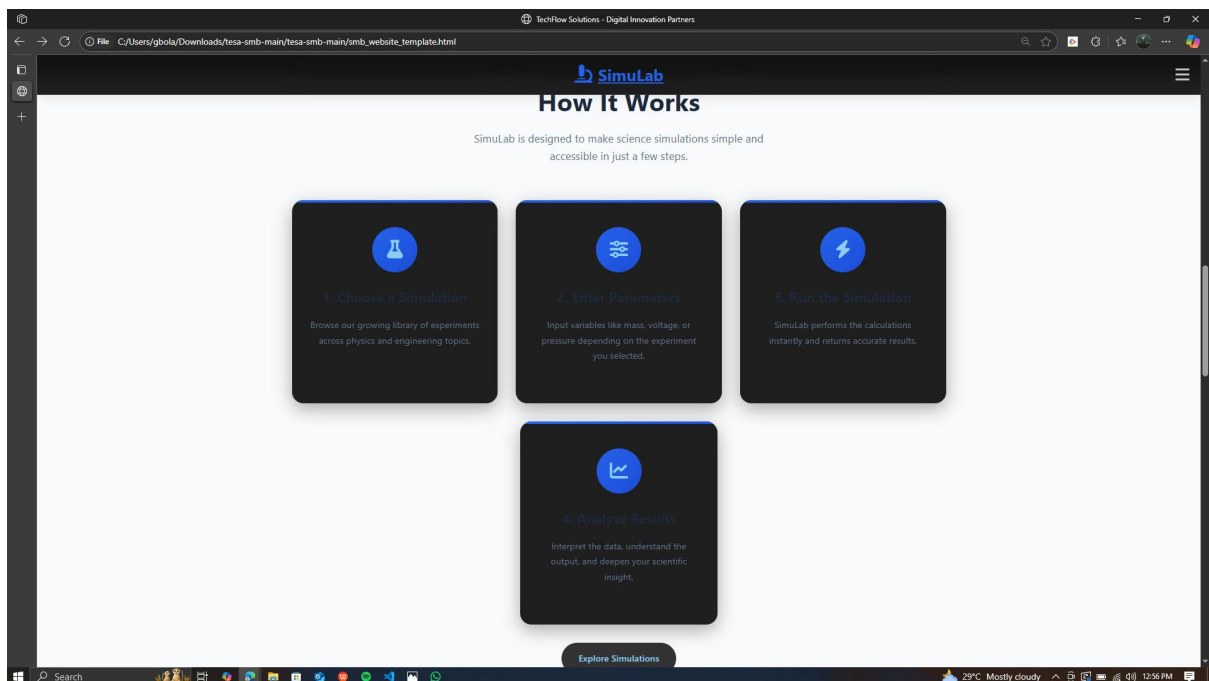 TechFlow Solutions - Digital Innovation Partners
File C:/Users/gbola/Downloads/tesa-smb-main/tesa-smb-main/smb_website_template.html
SimuLab
How It Works
SimuLab is designed to make science simulations simple and
accessible in just a few steps.
1. Choose a Simulation
Browse our growing library of experiments
across physics and engineering topics.
2. Enter Parameters
Input variables like mass, voltage, or
pressure depending on the experiment
you selected.
3. Run the Simulation
SimuLab performs the calculations
instantly and returns accurate results.
4. Analyze Results
Interpret the data, understand the
output, and deepen your scientific
insight.
Explore Simulations
Search
29°C Mostly cloudy
12:56 PM